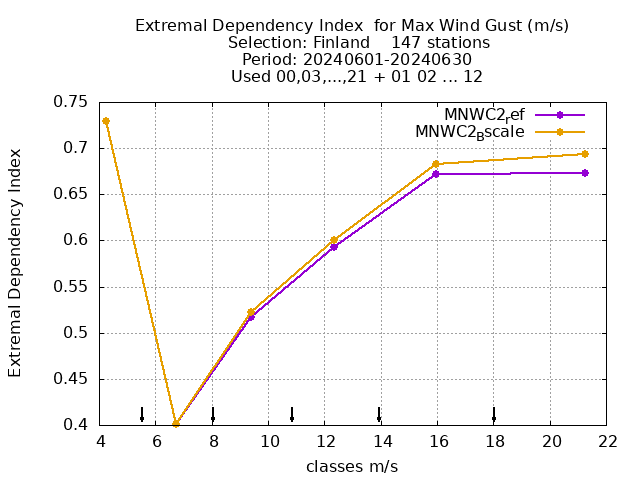 Extremal Dependency Index  for Max Wind Gust (m/s)
Selection: Finland    147 stations
Period: 20240601-20240630
Used 00,03,...,21 + 01 02 ... 12
MNWC2ref
MNWC2Bscale
Extremal Dependency Index
0.75
0.7
0.65
0.6
0.55
0.5
0.45
0.4
4 6 8 10 12 14 16 18 20 22
classes m/s